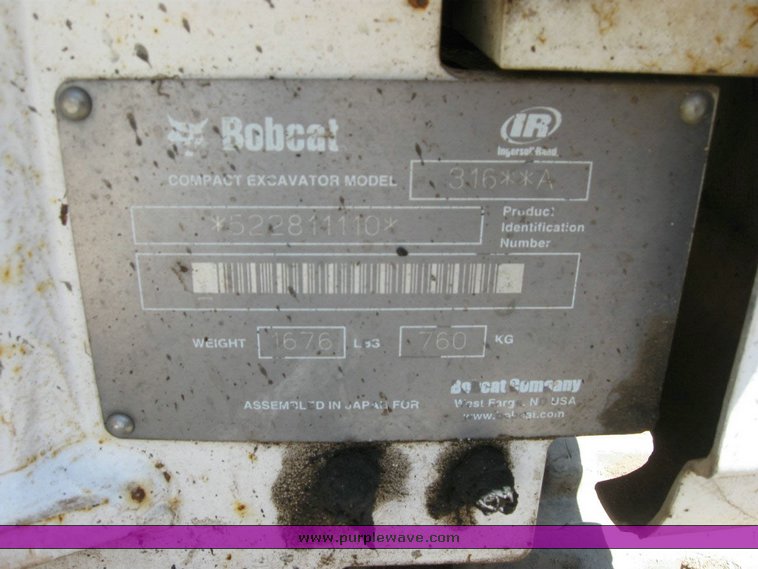 Bobcat
IR
Ingersoll Rand
COMPACT EXCAVATOR MODEL 316**A
*522811110*
Product
Identification
Number
WEIGHT 1676 LBS 760 KG
ASSEMBLED IN JAPAN FOR
Bobcat Company
West Fargo, ND USA
www.bobcat.com
www.purplewave.com